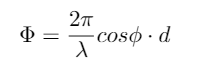 Φ = 2π/λ cosϕ · d